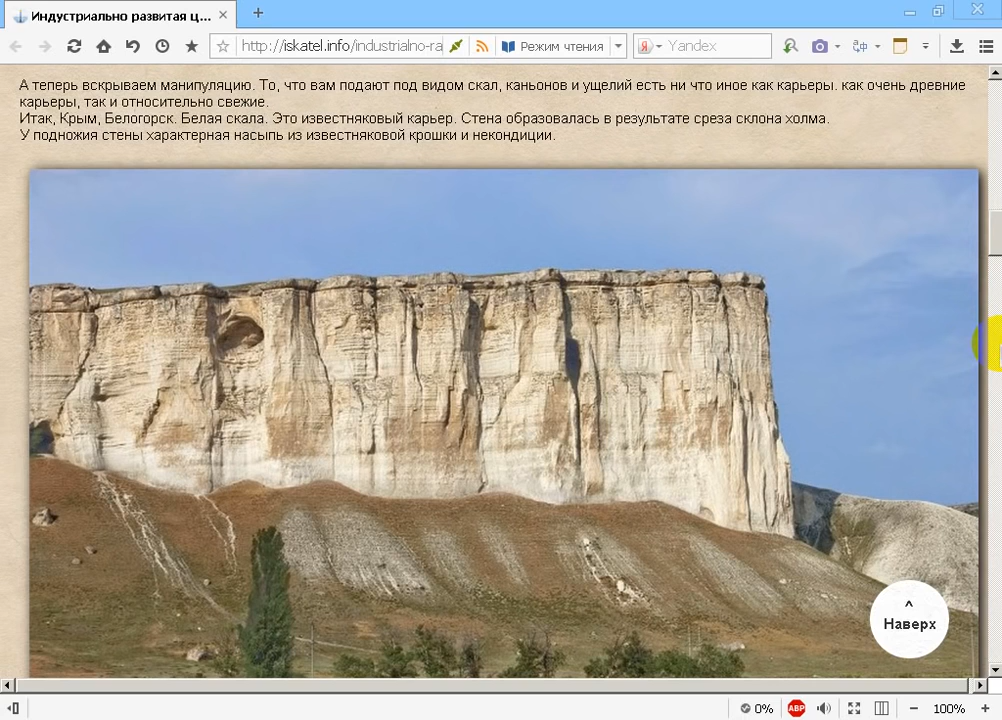 Индустриально развитая ц...
http://iskatel.info/industrialno-ra
Режим чтения
Я
Yandex
А теперь вскрываем манипуляцию. То, что вам подают под видом скал, каньонов и ущелий есть ни что иное как карьеры. как очень древние
карьеры, так и относительно свежие.
Итак, Крым, Белогорск. Белая скала. Это известняковый карьер. Стена образовалась в результате среза склона холма.
У подножия стены характерная насыпь из известняковой крошки и некондиции.
^
Наверх
0%
ABP
100%